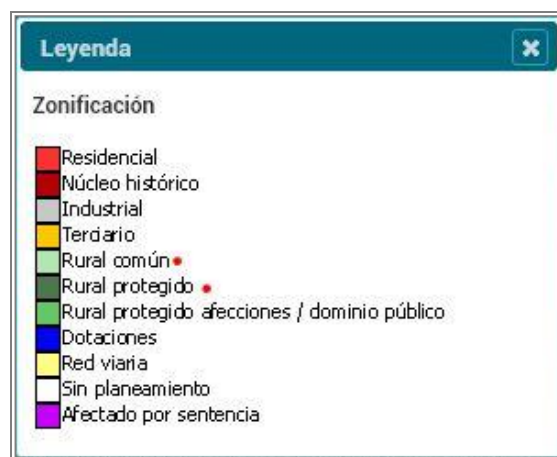 Leyenda
Zonificación
Residencial
Núcleo histórico
Industrial
Terciario
Rural común
Rural protegido
Rural protegido afecciones / dominio público
Dotaciones
Red viaria
Sin planeamiento
Afectado por sentencia